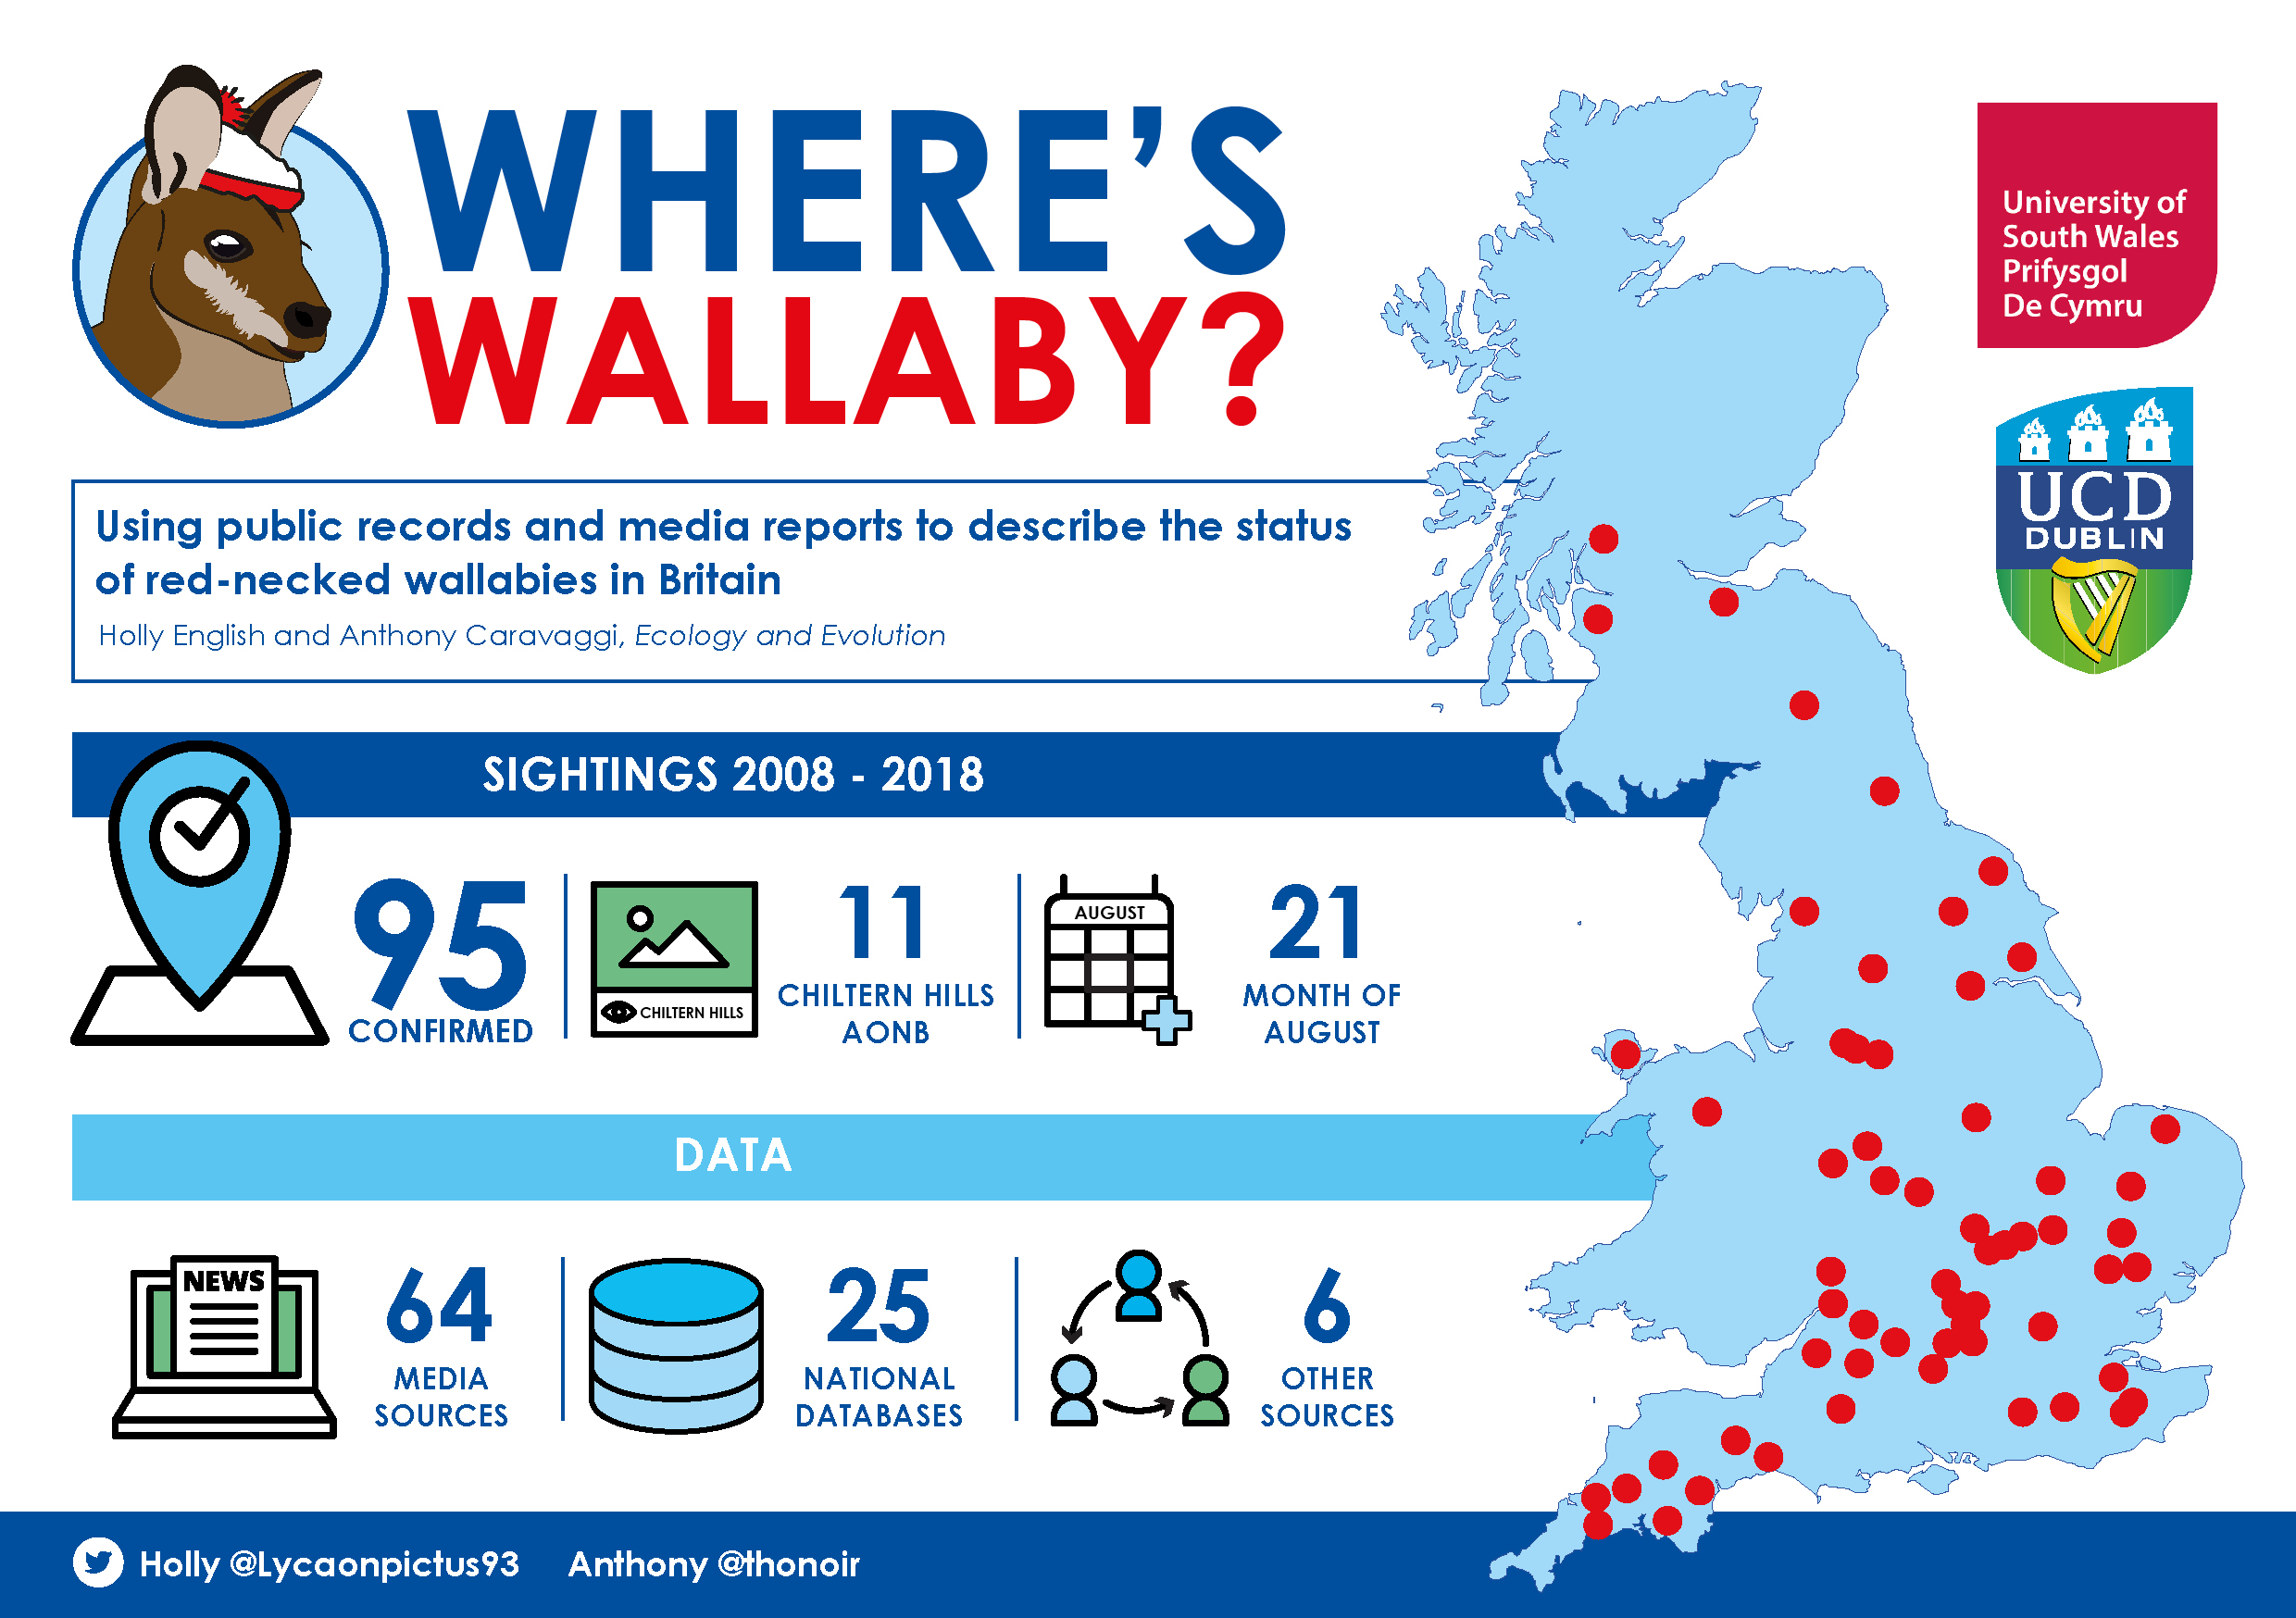 WHERE'S
WALLABY?
University of
South Wales
Prifysgol
De Cymru
UCD
DUBLIN
Using public records and media reports to describe the status
of red-necked wallabies in Britain
Holly English and Anthony Caravaggi, Ecology and Evolution
SIGHTINGS 2008 - 2018
95
CONFIRMED
CHILTERN HILLS
11
CHILTERN HILLS
AONB
AUGUST
21
MONTH OF
AUGUST
DATA
NEWS
64
MEDIA
SOURCES
25
NATIONAL
DATABASES
6
OTHER
SOURCES
Holly @Lycaonpictus93 Anthony @thonoir